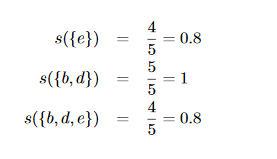 s({e}) = 4/5 = 0.8
s({b, d}) = 5/5 = 1
s({b, d, e}) = 4/5 = 0.8